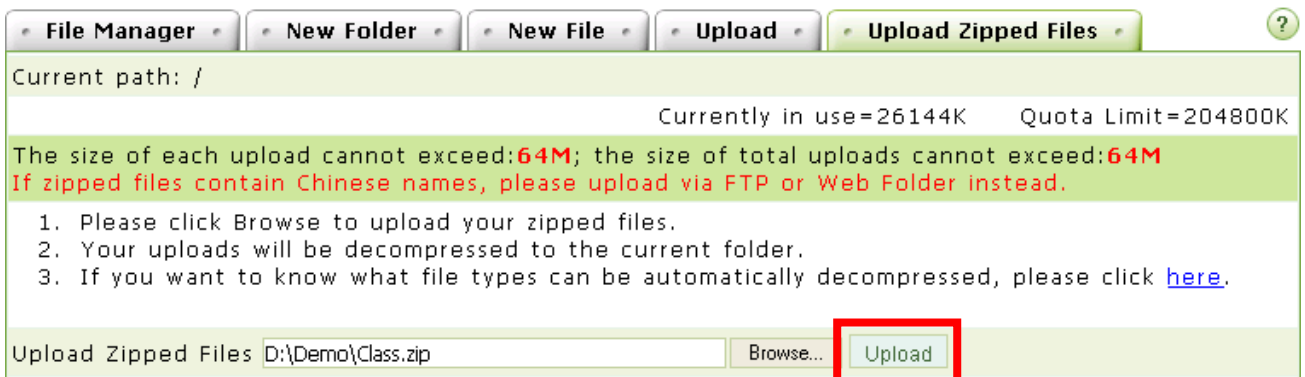 File Manager New Folder New File Upload Upload Zipped Files ?
Current path: /
Currently in use=26144K Quota Limit=204800K
The size of each upload cannot exceed:64M; the size of total uploads cannot exceed:64M
If zipped files contain Chinese names, please upload via FTP or Web Folder instead.
1. Please click Browse to upload your zipped files.
2. Your uploads will be decompressed to the current folder.
3. If you want to know what file types can be automatically decompressed, please click here.
Upload Zipped Files D:\Demo\Class.zip Browse... Upload